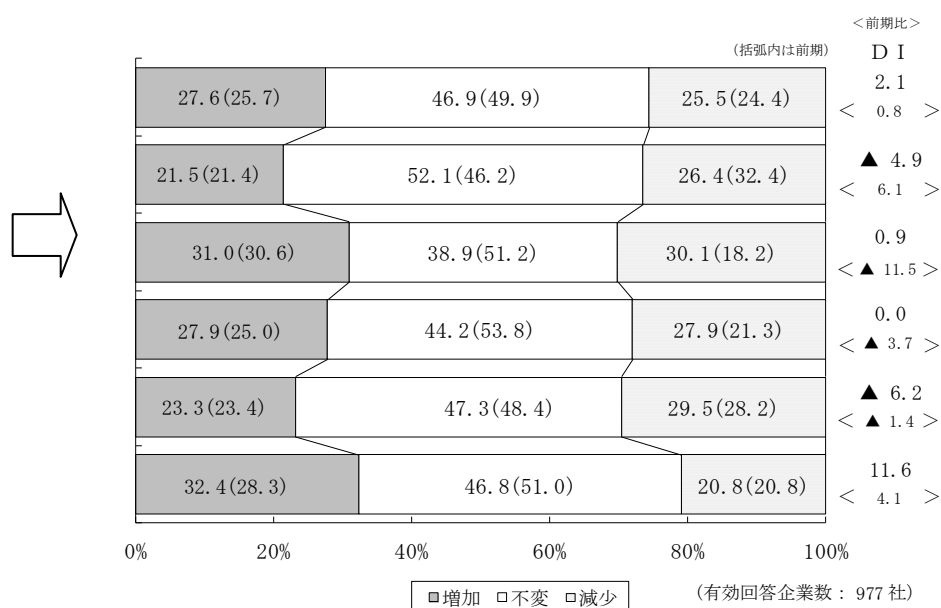 ＜前期比＞
(括弧内は前期) ＤＩ
27.6(25.7) 46.9(49.9) 25.5(24.4) 2.1
＜ 0.8 ＞
21.5(21.4) 52.1(46.2) 26.4(32.4) ▲ 4.9
＜ 6.1 ＞
31.0(30.6) 38.9(51.2) 30.1(18.2) 0.9
＜ ▲ 11.5 ＞
27.9(25.0) 44.2(53.8) 27.9(21.3) 0.0
＜ ▲ 3.7 ＞
23.3(23.4) 47.3(48.4) 29.5(28.2) ▲ 6.2
＜ ▲ 1.4 ＞
32.4(28.3) 46.8(51.0) 20.8(20.8) 11.6
＜ 4.1 ＞
0% 20% 40% 60% 80% 100%
増加 不変 減少 (有効回答企業数：977社)